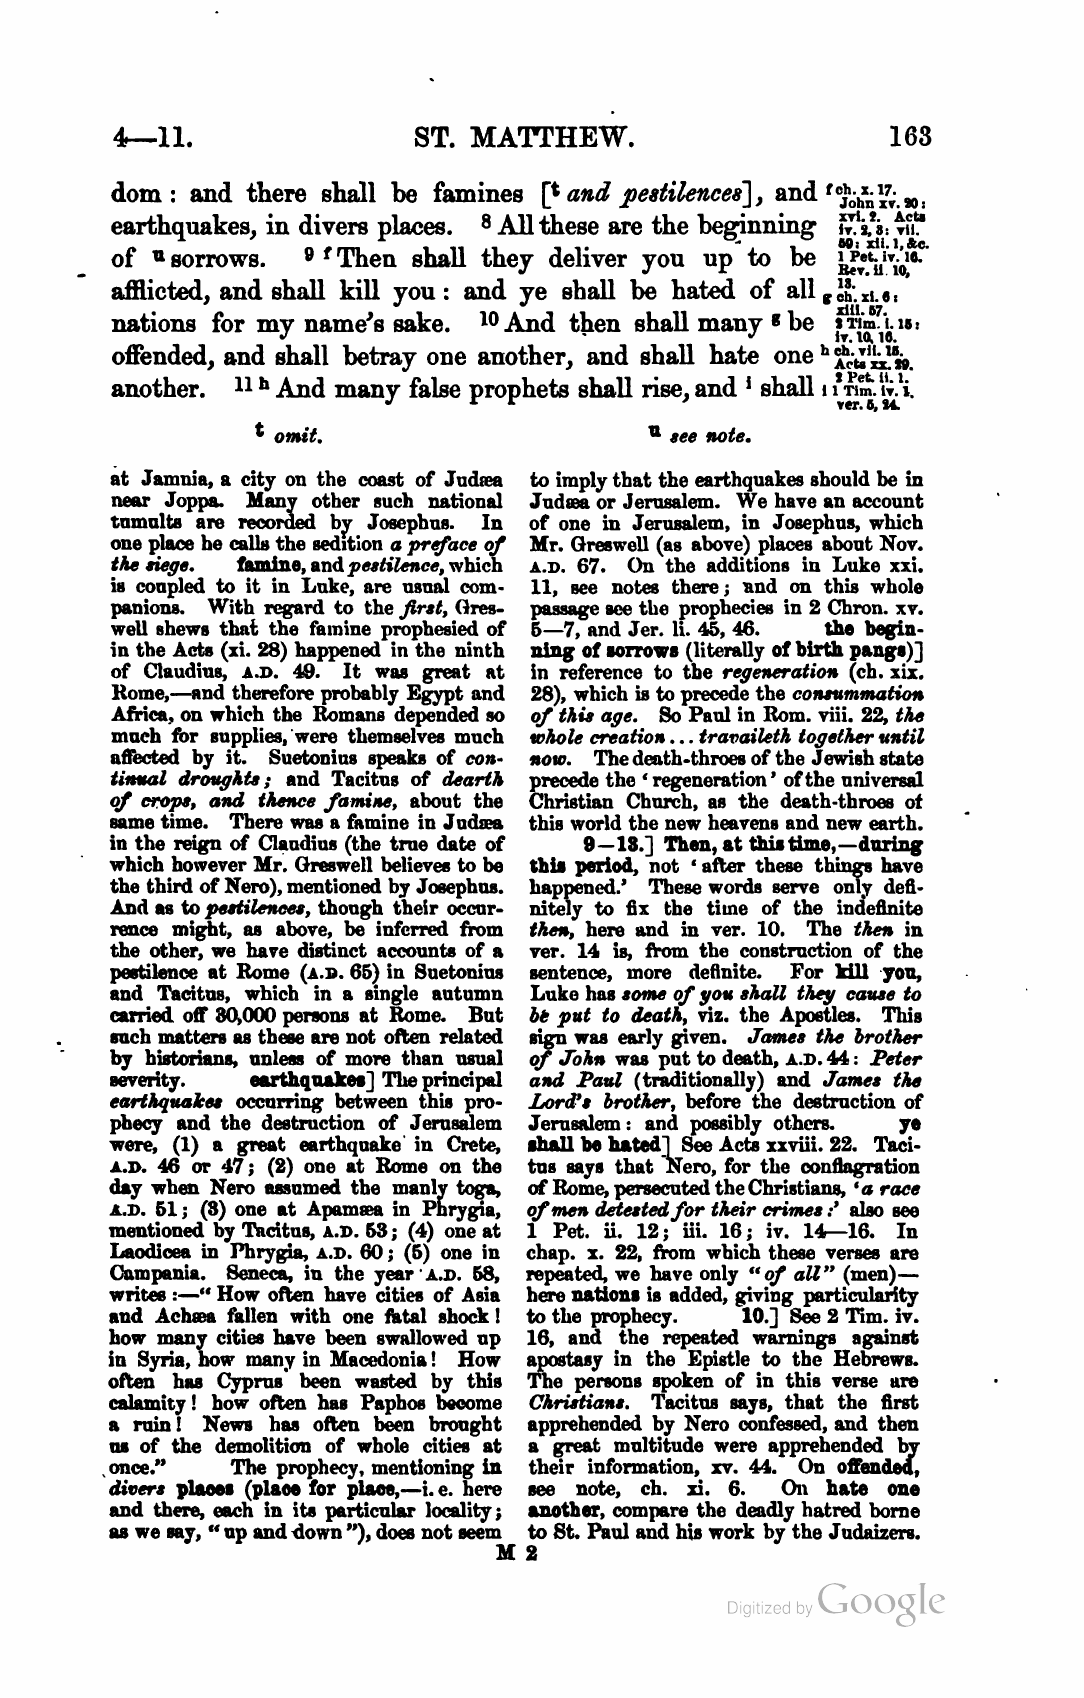 4—11. ST. MATTHEW. 163
dom : and there shall be famines [t and pestilences], and
earthquakes, in divers places. 8 All these are the beginning
of u sorrows. 9 f Then shall they deliver you up to be
afflicted, and shall kill you : and ye shall be hated of all
nations for my name's sake. 10 And then shall many g be
offended, and shall betray one another, and shall hate one
another. 11 h And many false prophets shall rise, and i shall
f ch. x. 17.
John xv. 20 :
xvi. 2. Acts
iv. 2, 3 : vii.
59 : xii. 1, &c.
1 Pet. iv. 16.
Rev. ii. 10,
13.
g ch. xi. 6 :
xiii. 57.
2 Tim. i. 15 :
iv. 10, 16.
h ch. vii. 15.
Acts xx. 29.
2 Pet. ii. 1.
i 1 Tim. iv. 1.
ver. 5, 24.
t omit. u see note.
at Jamnia, a city on the coast of Judæa
near Joppa. Many other such national
tumults are recorded by Josephus. In
one place he calls the sedition a preface of
the siege. famine, and pestilence, which
is coupled to it in Luke, are usual com-
panions. With regard to the first, Gres-
well shews that the famine prophesied of
in the Acts (xi. 28) happened in the ninth
of Claudius, A.D. 49. It was great at
Rome,—and therefore probably Egypt and
Africa, on which the Romans depended so
much for supplies, were themselves much
affected by it. Suetonius speaks of con-
tinual droughts; and Tacitus of dearth
of crops, and thence famine, about the
same time. There was a famine in Judæa
in the reign of Claudius (the true date of
which however Mr. Greswell believes to be
the third of Nero), mentioned by Josephus.
And as to pestilences, though their occur-
rence might, as above, be inferred from
the other, we have distinct accounts of a
pestilence at Rome (A.D. 65) in Suetonius
and Tacitus, which in a single autumn
carried off 30,000 persons at Rome. But
such matters as these are not often related
by historians, unless of more than usual
severity. earthquakes] The principal
earthquakes occurring between this pro-
phecy and the destruction of Jerusalem
were, (1) a great earthquake in Crete,
A.D. 46 or 47; (2) one at Rome on the
day when Nero assumed the manly toga,
A.D. 51; (3) one at Apamæa in Phrygia,
mentioned by Tacitus, A.D. 53; (4) one at
Laodicea in Phrygia, A.D. 60; (5) one in
Campania. Seneca, in the year A.D. 58,
writes :—“ How often have cities of Asia
and Achæa fallen with one fatal shock !
how many cities have been swallowed up
in Syria, how many in Macedonia! How
often has Cyprus been wasted by this
calamity ! how often has Paphos become
a ruin ! News has often been brought
us of the demolition of whole cities at
once.” The prophecy, mentioning in
divers places (place for place,—i. e. here
and there, each in its particular locality;
as we say, “ up and down ”), does not seem
to imply that the earthquakes should be in
Judæa or Jerusalem. We have an account
of one in Jerusalem, in Josephus, which
Mr. Greswell (as above) places about Nov.
A.D. 67. On the additions in Luke xxi.
11, see notes there; and on this whole
passage see the prophecies in 2 Chron. xv.
5—7, and Jer. li. 45, 46. the begin-
ning of sorrows (literally of birth pangs)]
in reference to the regeneration (ch. xix.
28), which is to precede the consummation
of this age. So Paul in Rom. viii. 22, the
whole creation ... travaileth together until
now. The death-throes of the Jewish state
precede the ‘ regeneration ’ of the universal
Christian Church, as the death-throes of
this world the new heavens and new earth.
9—13.] Then, at this time,—during
this period, not ‘ after these things have
happened.’ These words serve only defi-
nitely to fix the time of the indefinite
then, here and in ver. 10. The then in
ver. 14 is, from the construction of the
sentence, more definite. For kill you,
Luke has some of you shall they cause to
be put to death, viz. the Apostles. This
sign was early given. James the brother
of John was put to death, A.D. 44 : Peter
and Paul (traditionally) and James the
Lord's brother, before the destruction of
Jerusalem : and possibly others. ye
shall be hated] See Acts xxviii. 22. Taci-
tus says that Nero, for the conflagration
of Rome, persecuted the Christians, ‘a race
of men detested for their crimes :’ also see
1 Pet. ii. 12; iii. 16; iv. 14—16. In
chap. x. 22, from which these verses are
repeated, we have only “ of all” (men)—
here nations is added, giving particularity
to the prophecy. 10.] See 2 Tim. iv.
16, and the repeated warnings against
apostasy in the Epistle to the Hebrews.
The persons spoken of in this verse are
Christians. Tacitus says, that the first
apprehended by Nero confessed, and then
a great multitude were apprehended by
their information, xv. 44. On offended,
see note, ch. xi. 6. On hate one
another, compare the deadly hatred borne
to St. Paul and his work by the Judaizers.
M 2
Digitized by Google